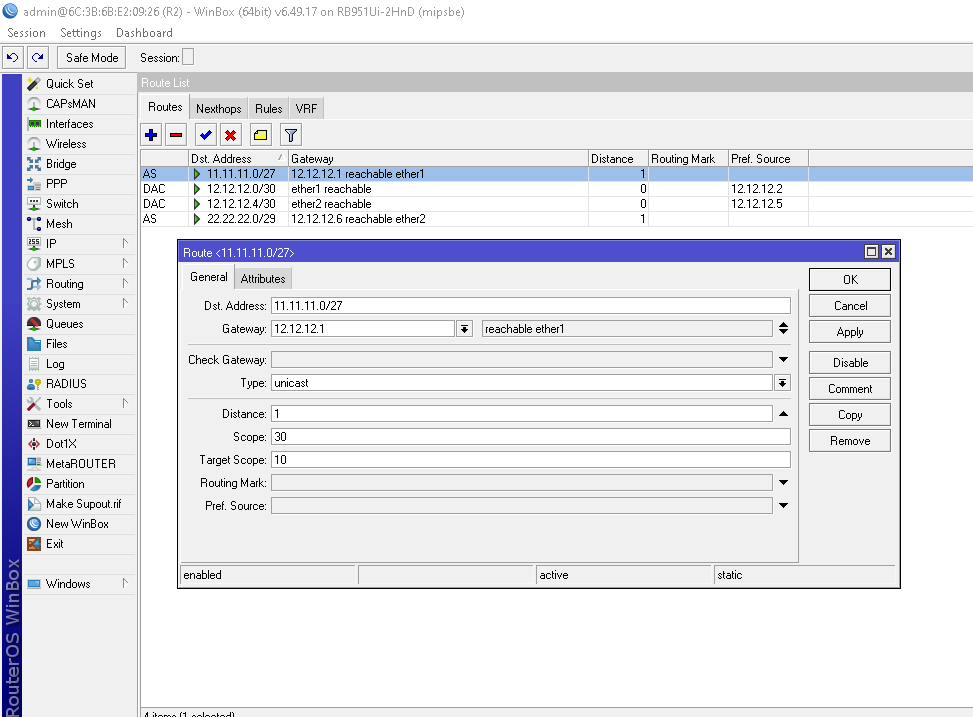 admin@6C:3B:6B:E2:09:26 (R2) - WinBox (64bit) v6.49.17 on RB951Ui-2HnD (mipsbe)
Session Settings Dashboard
Safe Mode Session:
Quick Set
CAPsMAN
Interfaces
Wireless
Bridge
PPP
Switch
Mesh
IP
MPLS
Routing
System
Queues
Files
Log
RADIUS
Tools
New Terminal
Dot1X
MetaROUTER
Partition
Make Supout.rif
New WinBox
Exit
Windows
RouterOS WinBox
Route List
Routes Nexthops Rules VRF
Dst. Address Gateway Distance Routing Mark Pref. Source
AS 11.11.11.0/27 12.12.12.1 reachable ether1 1
DAC 12.12.12.0/30 ether1 reachable 0 12.12.12.2
DAC 12.12.12.4/30 ether2 reachable 0 12.12.12.5
AS 22.22.22.0/29 12.12.12.6 reachable ether2 1
Route <11.11.11.0/27>
General Attributes
Dst. Address: 11.11.11.0/27
Gateway: 12.12.12.1 reachable ether1
Check Gateway:
Type: unicast
Distance: 1
Scope: 30
Target Scope: 10
Routing Mark:
Pref. Source:
OK
Cancel
Apply
Disable
Comment
Copy
Remove
enabled active static
4 items (1 selected)